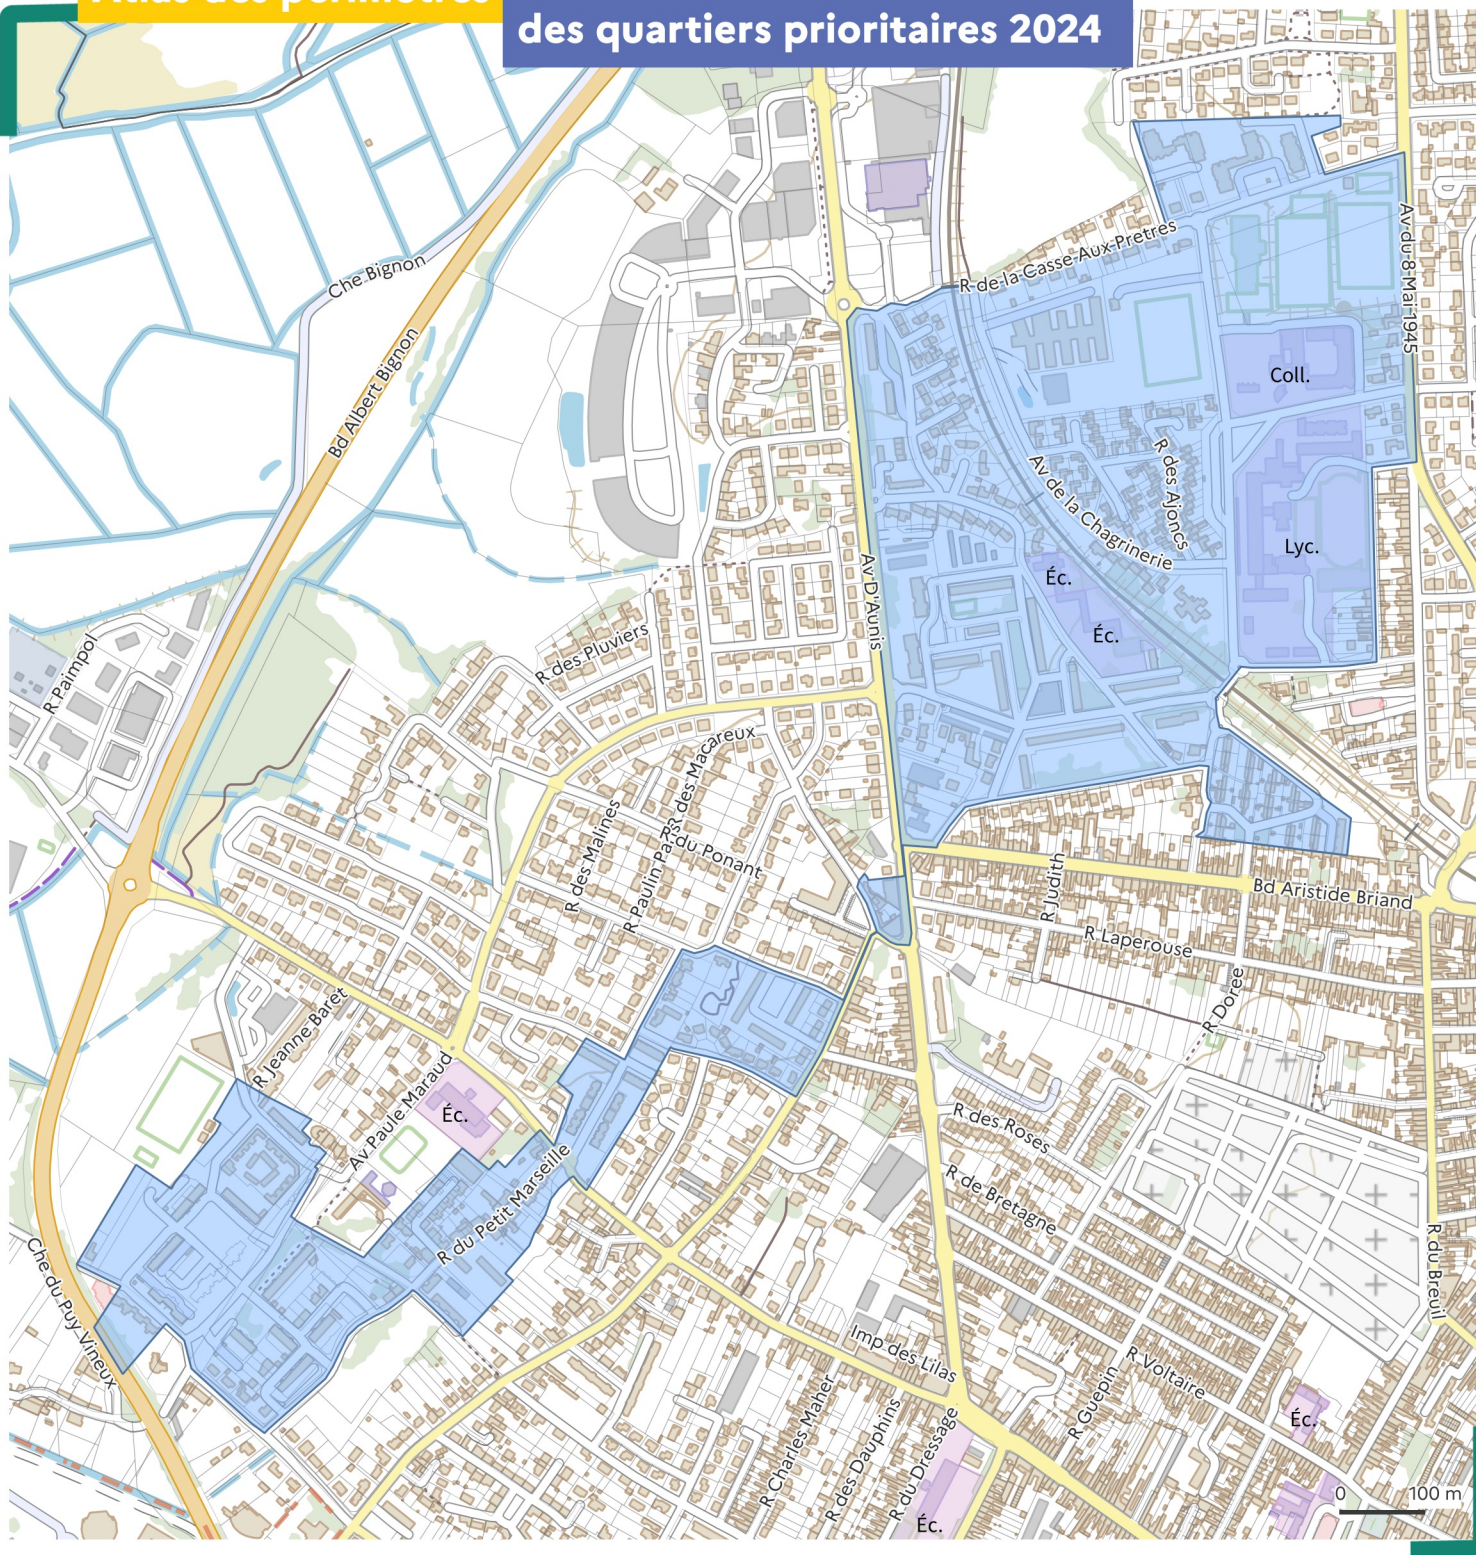 Atlas des périmètres
des quartiers prioritaires 2024
Che Bignon
R de la Casse Aux Pretres
Av du 8 Mai 1945
Bd Albert Bignon
Coll.
R des Ajoncs
Av de la Chagrinerie
Lyc.
Éc.
Av D'Aunis
Éc.
R Paimpol
R des Pluviers
R des Macareux
R des Malines
R Paulin Pa
R du Ponant
R Judith
Bd Aristide Briand
R Laperouse
R Doree
R Jeanne Baret
Av Paule Maraud
Éc.
R des Roses
R du Petit Marseille
R de Bretagne
Che du Puy Vineux
R du Breuil
Imp des Lilas
R Voltaire
R Guepin
R Charles Maher
R des Dauphins
R du Dressage
Éc.
Éc.
0 100 m